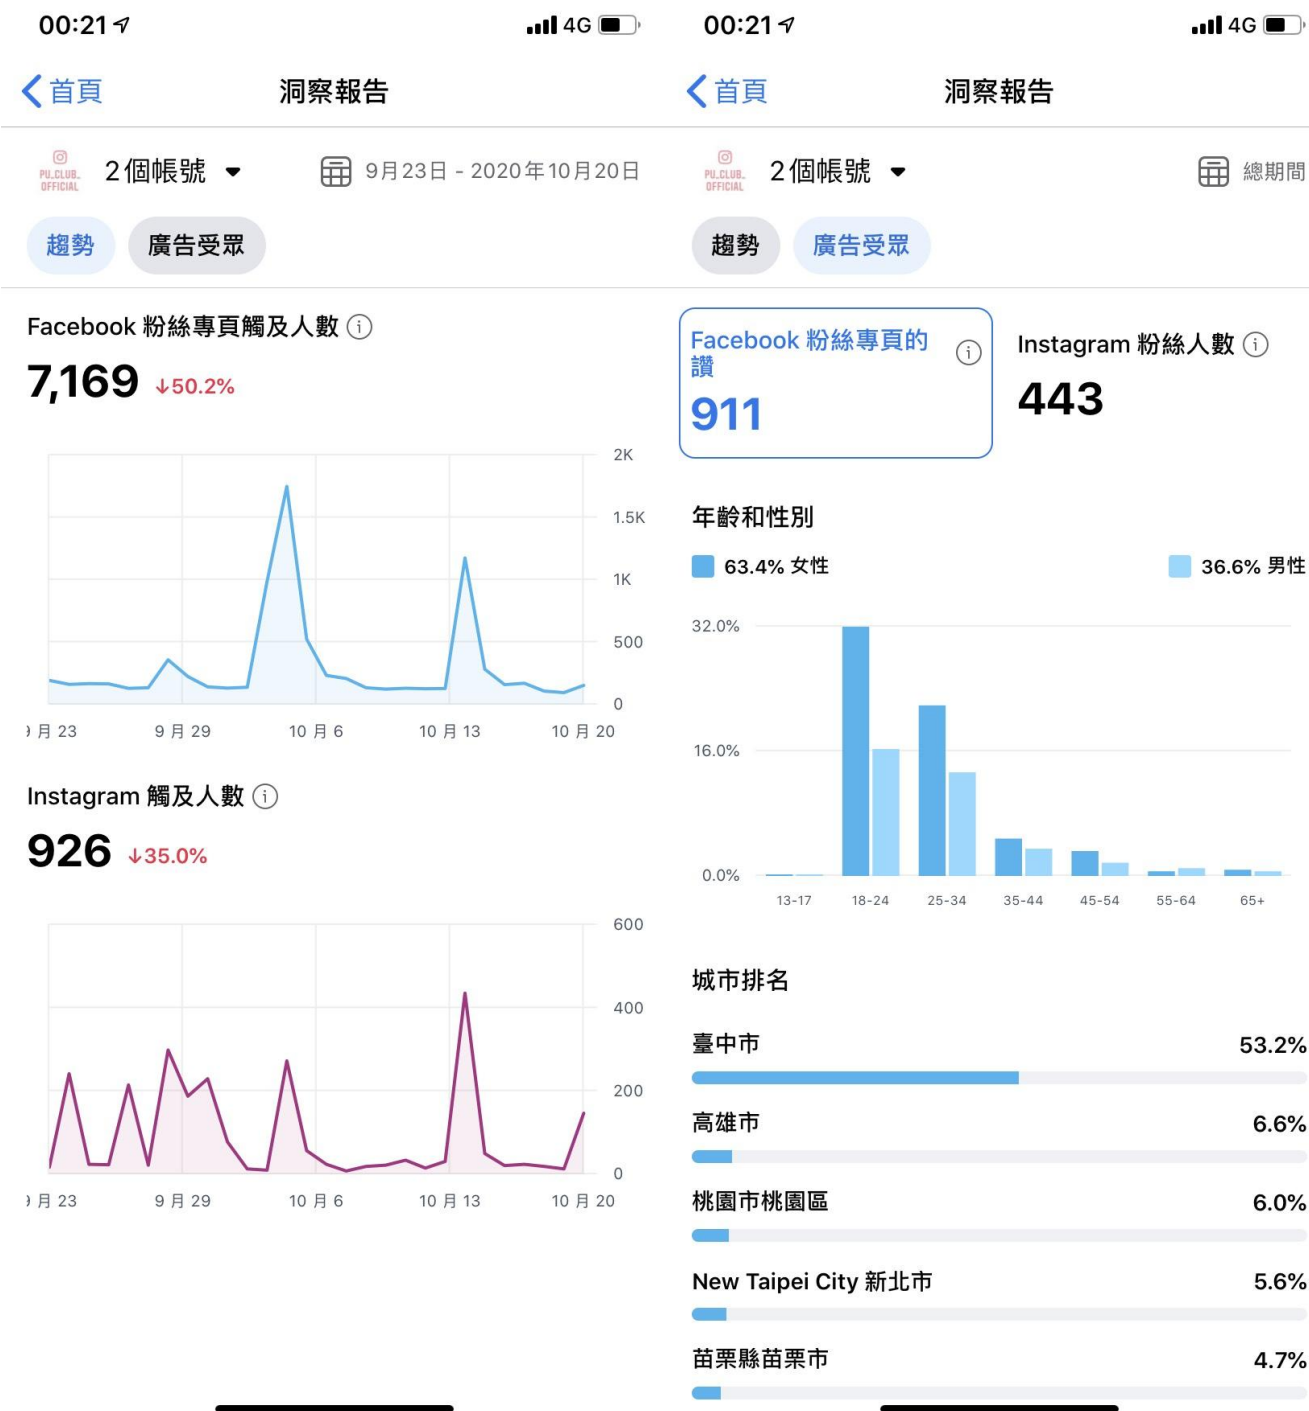 00:21
4G
首頁
洞察報告
PU_CLUB_
OFFICIAL
2個帳號
9月23日 - 2020年10月20日
趨勢
廣告受眾
Facebook 粉絲專頁觸及人數
7,169 ↓50.2%
2K
1.5K
1K
500
0
月 23
9 月 29
10 月 6
10 月 13
10 月 20
Instagram 觸及人數
926 ↓35.0%
600
400
200
0
月 23
9 月 29
10 月 6
10 月 13
10 月 20
00:21
4G
首頁
洞察報告
PU_CLUB_
OFFICIAL
2個帳號
總期間
趨勢
廣告受眾
Facebook 粉絲專頁的
讚
911
Instagram 粉絲人數
443
年齡和性別
63.4% 女性
36.6% 男性
32.0%
16.0%
0.0%
13-17
18-24
25-34
35-44
45-54
55-64
65+
城市排名
臺中市 53.2%
高雄市 6.6%
桃園市桃園區 6.0%
New Taipei City 新北市 5.6%
苗栗縣苗栗市 4.7%